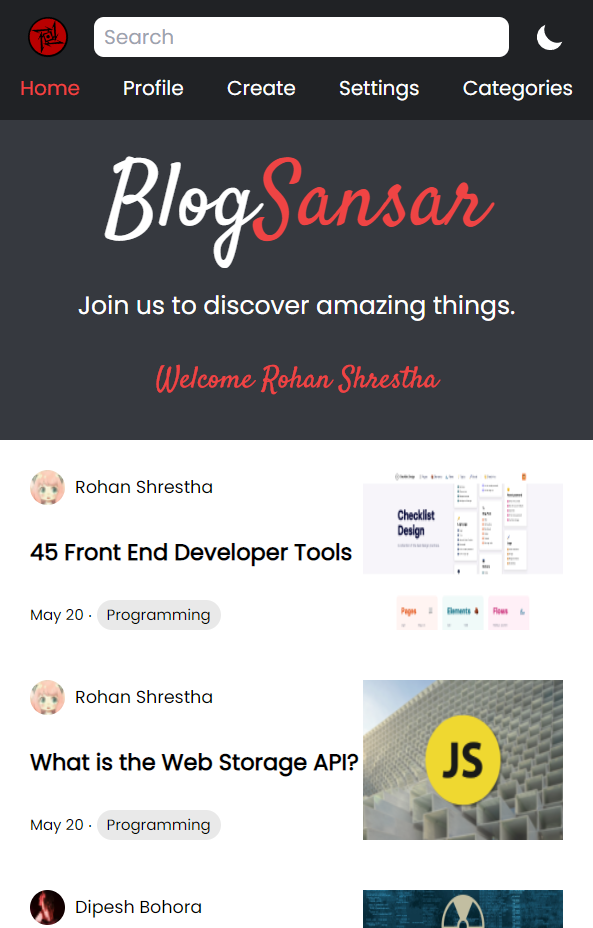 Search
Home Profile Create Settings Categories
BlogSansar
Join us to discover amazing things.
Welcome Rohan Shrestha
Rohan Shrestha
45 Front End Developer Tools
May 20 · Programming
Checklist
Design
Pages Elements Flows
Rohan Shrestha
What is the Web Storage API?
May 20 · Programming
JS
Dipesh Bohora